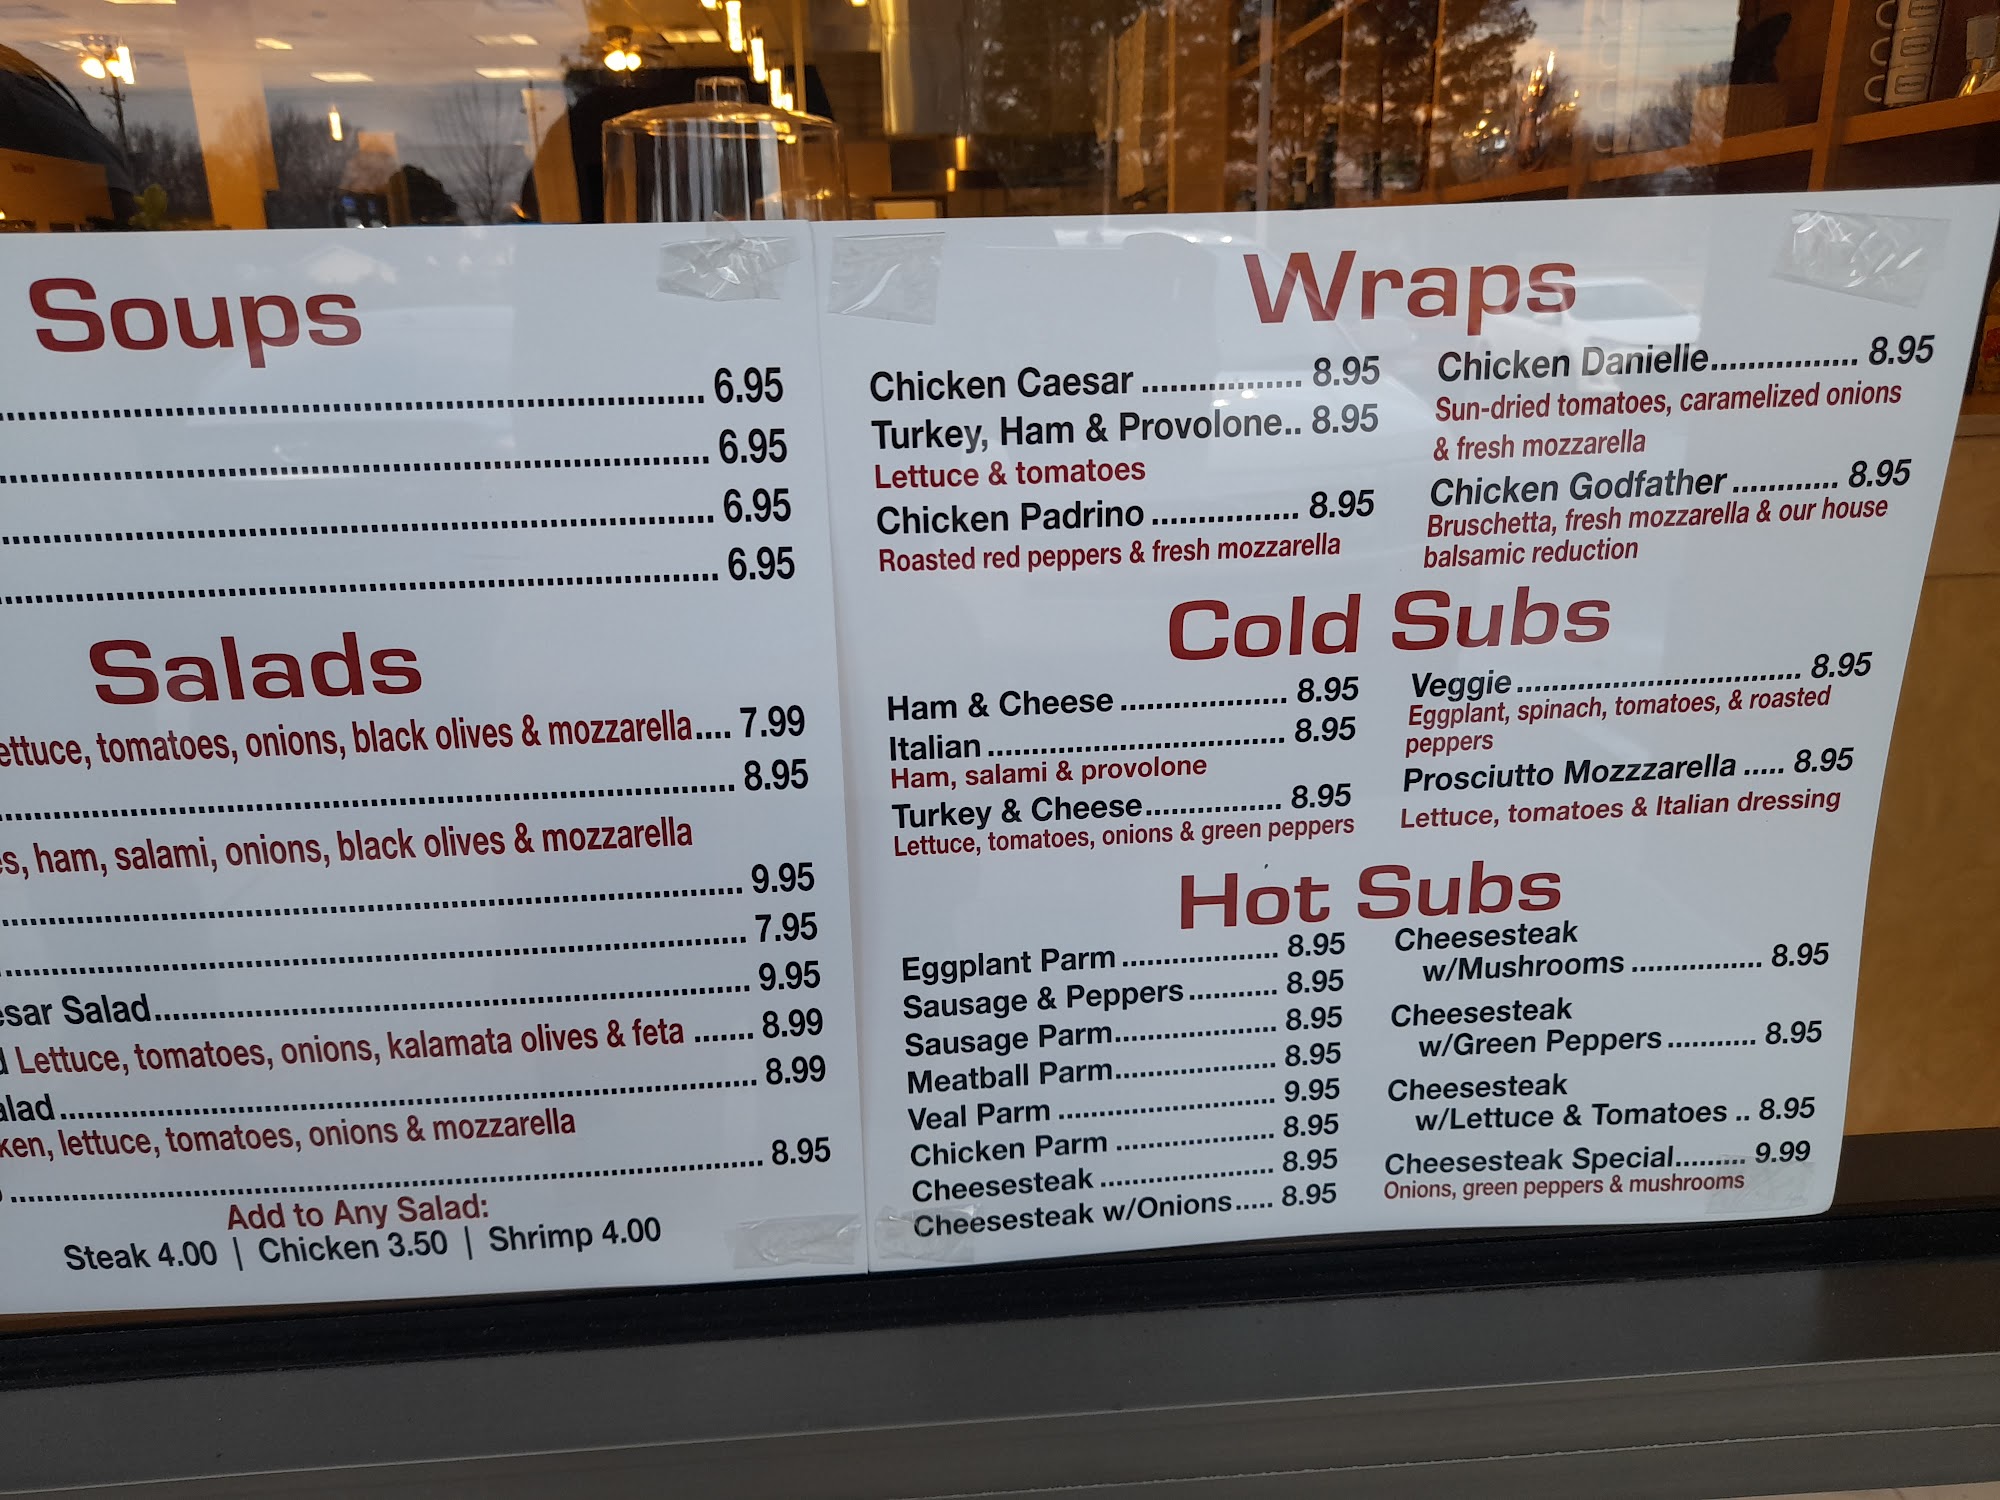 Soups
................ 6.95
................ 6.95
................ 6.95
................ 6.95
Salads
lettuce, tomatoes, onions, black olives & mozzarella.... 7.99
................ 8.95
ham, salami, onions, black olives & mozzarella
................ 9.95
................ 7.95
Salad................ 9.95
Lettuce, tomatoes, onions, kalamata olives & feta ....... 8.99
................ 8.99
lettuce, tomatoes, onions & mozzarella
................ 8.95
Add to Any Salad:
Steak 4.00 | Chicken 3.50 | Shrimp 4.00
Wraps
Chicken Caesar ................. 8.95
Turkey, Ham & Provolone.. 8.95
Lettuce & tomatoes
Chicken Padrino ................ 8.95
Roasted red peppers & fresh mozzarella
Chicken Danielle................ 8.95
Sun-dried tomatoes, caramelized onions
& fresh mozzarella
Chicken Godfather ............ 8.95
Bruschetta, fresh mozzarella & our house
balsamic reduction
Cold Subs
Ham & Cheese .................. 8.95
Italian ................................. 8.95
Ham, salami & provolone
Turkey & Cheese................ 8.95
Lettuce, tomatoes, onions & green peppers
Veggie ................................. 8.95
Eggplant, spinach, tomatoes, & roasted
peppers
Prosciutto Mozzzarella ..... 8.95
Lettuce, tomatoes & Italian dressing
Hot Subs
Eggplant Parm ................... 8.95
Sausage & Peppers........... 8.95
Sausage Parm................... 8.95
Meatball Parm................... 8.95
Veal Parm .......................... 9.95
Chicken Parm ................... 8.95
Cheesesteak ..................... 8.95
Cheesesteak w/Onions..... 8.95
Cheesesteak
w/Mushrooms ................ 8.95
Cheesesteak
w/Green Peppers ........... 8.95
Cheesesteak
w/Lettuce & Tomatoes .. 8.95
Cheesesteak Special......... 9.99
Onions, green peppers & mushrooms